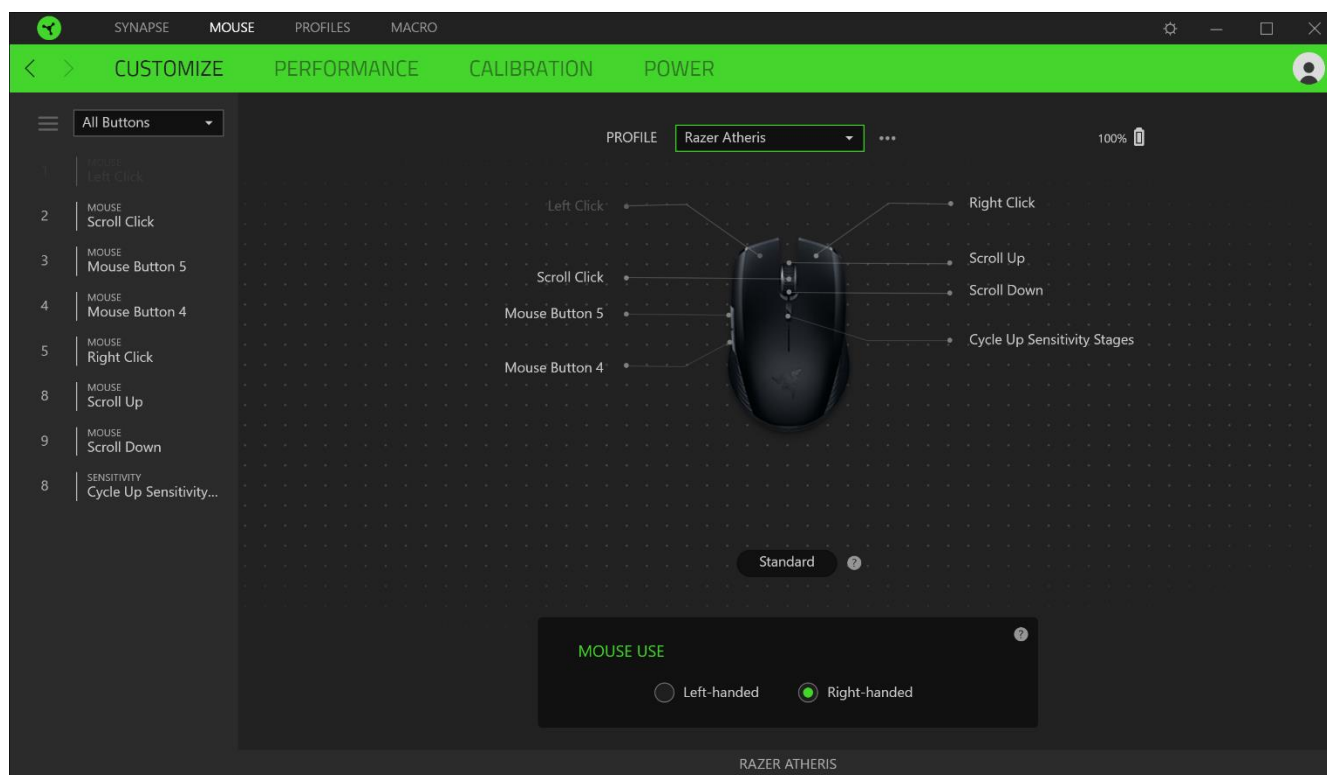 SYNAPSE MOUSE PROFILES MACRO
CUSTOMIZE PERFORMANCE CALIBRATION POWER
All Buttons
1 MOUSE
Left Click
2 MOUSE
Scroll Click
3 MOUSE
Mouse Button 5
4 MOUSE
Mouse Button 4
5 MOUSE
Right Click
8 MOUSE
Scroll Up
9 MOUSE
Scroll Down
8 SENSITIVITY
Cycle Up Sensitivity...
PROFILE Razer Atheris
100%
Left Click
Scroll Click
Mouse Button 5
Mouse Button 4
Right Click
Scroll Up
Scroll Down
Cycle Up Sensitivity Stages
Standard ?
MOUSE USE ?
Left-handed Right-handed
RAZER ATHERIS